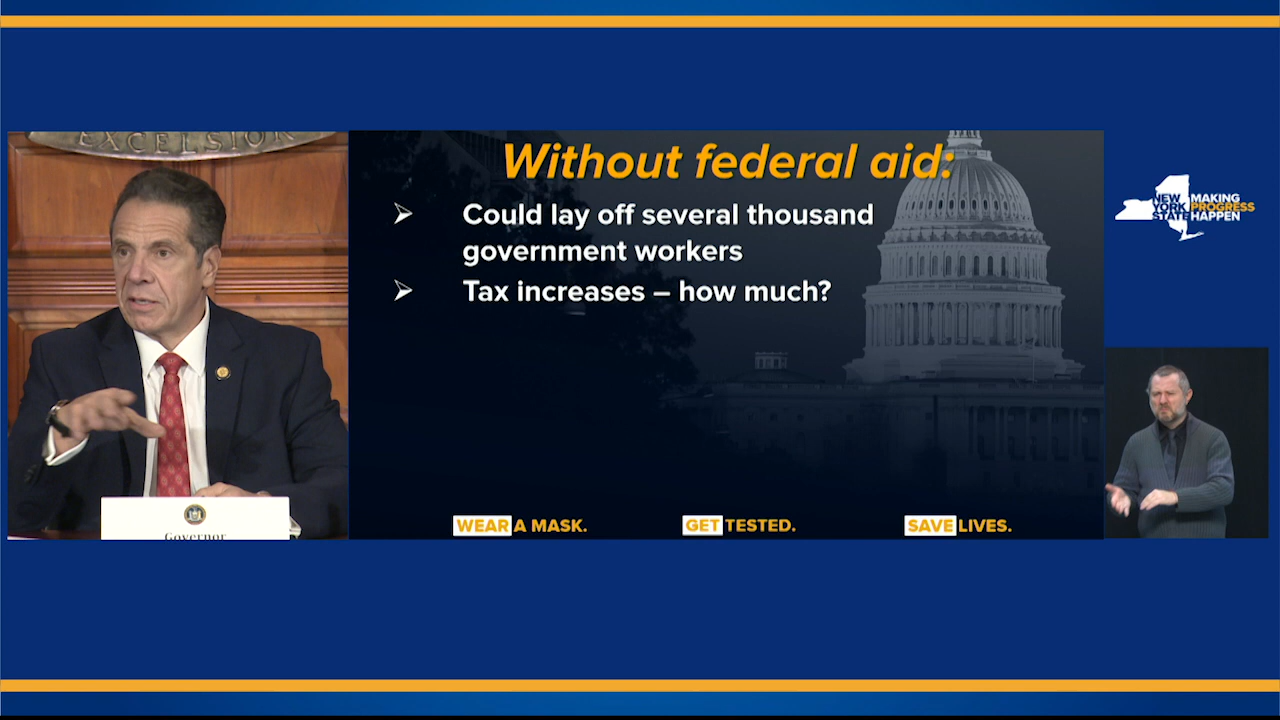 EXCELSIOR
Without federal aid:
Could lay off several thousand
government workers
Tax increases – how much?
WEAR A MASK.
GET TESTED.
SAVE LIVES.
Governor
NEW
YORK
STATE
MAKING
PROGRESS
HAPPEN